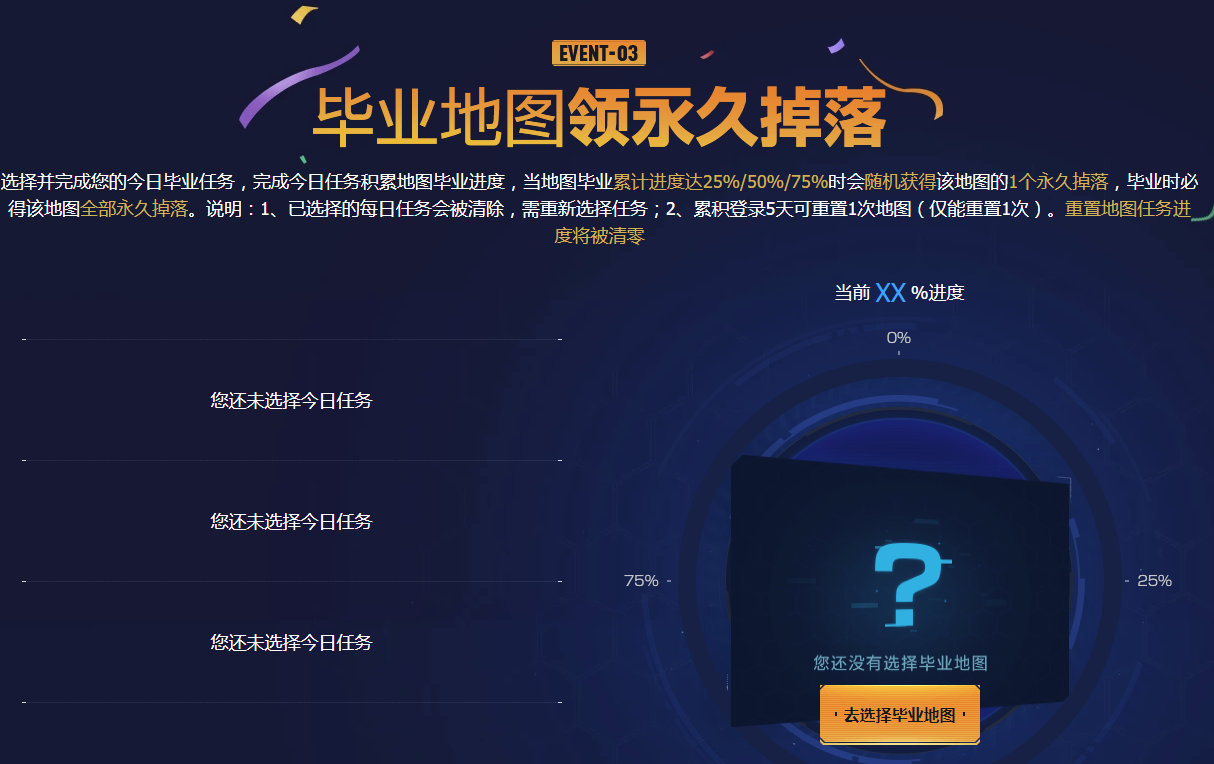 EVENT-03
毕业地图领永久掉落
选择并完成您的今日毕业任务，完成今日任务积累地图毕业进度，当地图毕业累计进度达25%/50%/75%时会随机获得该地图的1个永久掉落，毕业时必
得该地图全部永久掉落。说明：1、已选择的每日任务会被清除，需重新选择任务；2、累积登录5天可重置1次地图（仅能重置1次）。重置地图任务进
度将被清零
当前 XX %进度
0%
您还未选择今日任务
您还未选择今日任务
75%
25%
?
您还未选择今日任务
您还没有选择毕业地图
去选择毕业地图